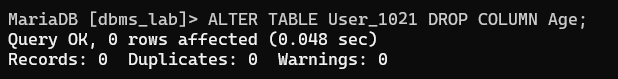 MariaDB [dbms_lab]> ALTER TABLE User_1021 DROP COLUMN Age;
Query OK, 0 rows affected (0.048 sec)
Records: 0  Duplicates: 0  Warnings: 0